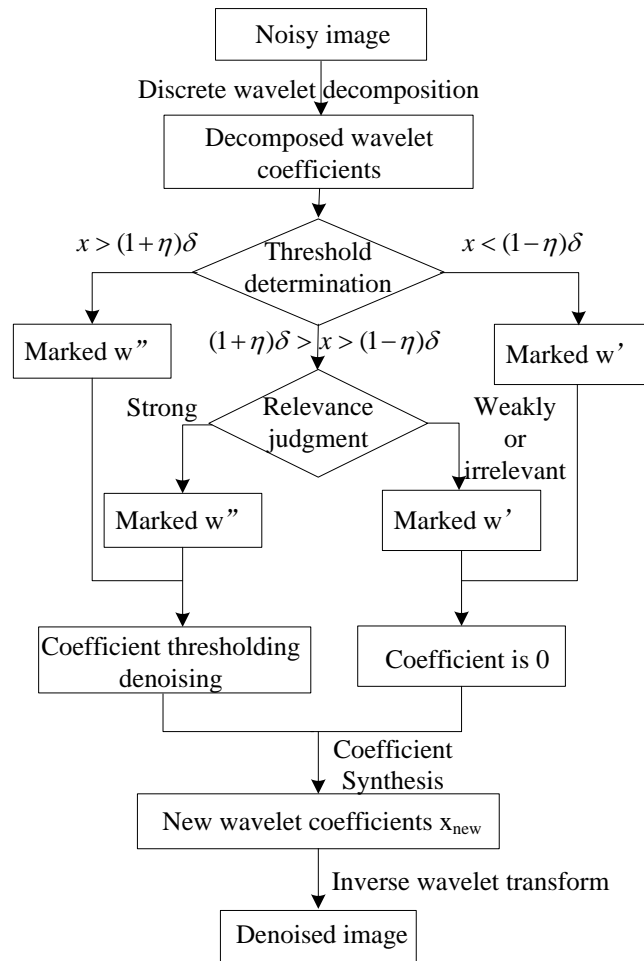 Noisy image
Discrete wavelet decomposition
Decomposed wavelet
coefficients
x > (1+η)δ
x < (1−η)δ
Threshold
determination
Marked w”
(1+η)δ > x > (1−η)δ
Marked w’
Strong
Relevance
judgment
Weakly
or
irrelevant
Marked w”
Marked w’
Coefficient thresholding
denoising
Coefficient is 0
Coefficient
Synthesis
New wavelet coefficients xnew
Inverse wavelet transform
Denoised image